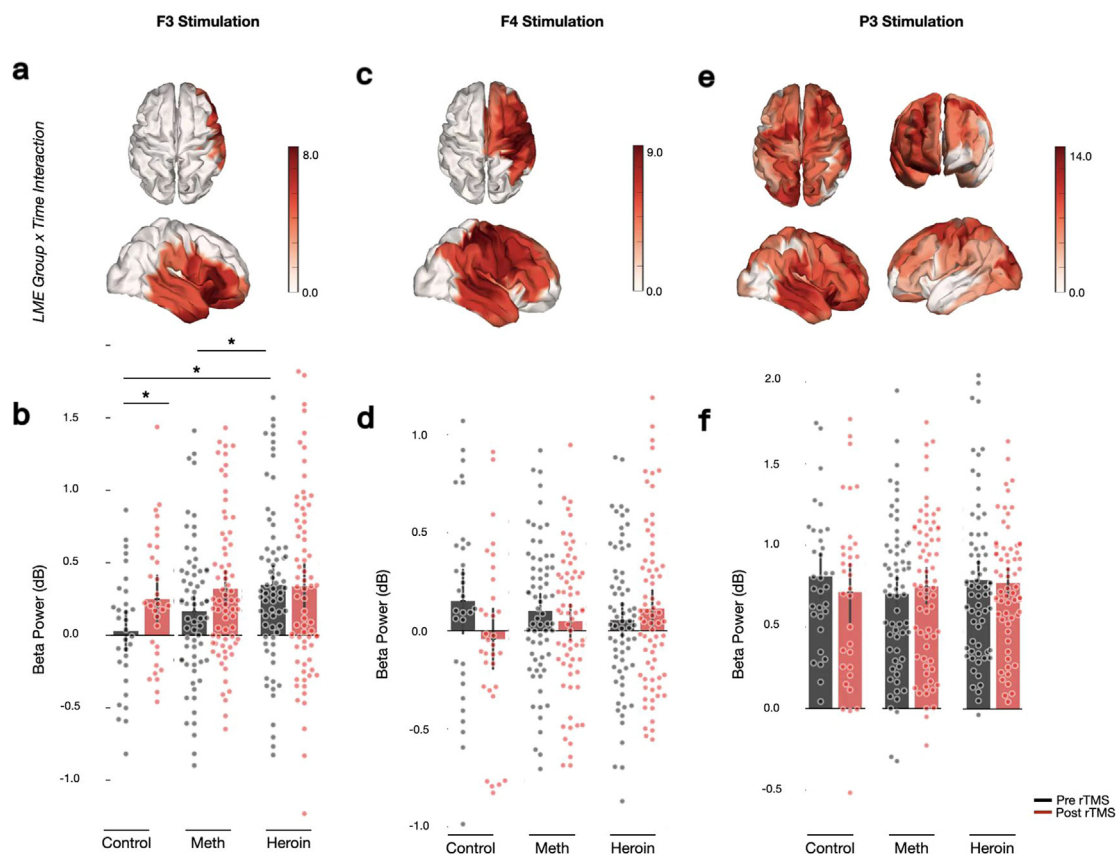 F3 Stimulation
F4 Stimulation
P3 Stimulation
a
c
e
LME Group x Time Interaction
8.0
0.0
9.0
0.0
14.0
0.0
*
*
*
b
d
f
Beta Power (dB)
1.5
1.0
0.5
0.0
-0.5
-1.0
Control
Meth
Heroin
Beta Power (dB)
1.0
0.5
0.0
-0.5
-1.0
Control
Meth
Heroin
Beta Power (dB)
2.0
1.5
1.0
0.5
0.0
-0.5
Control
Meth
Heroin
Pre rTMS
Post rTMS